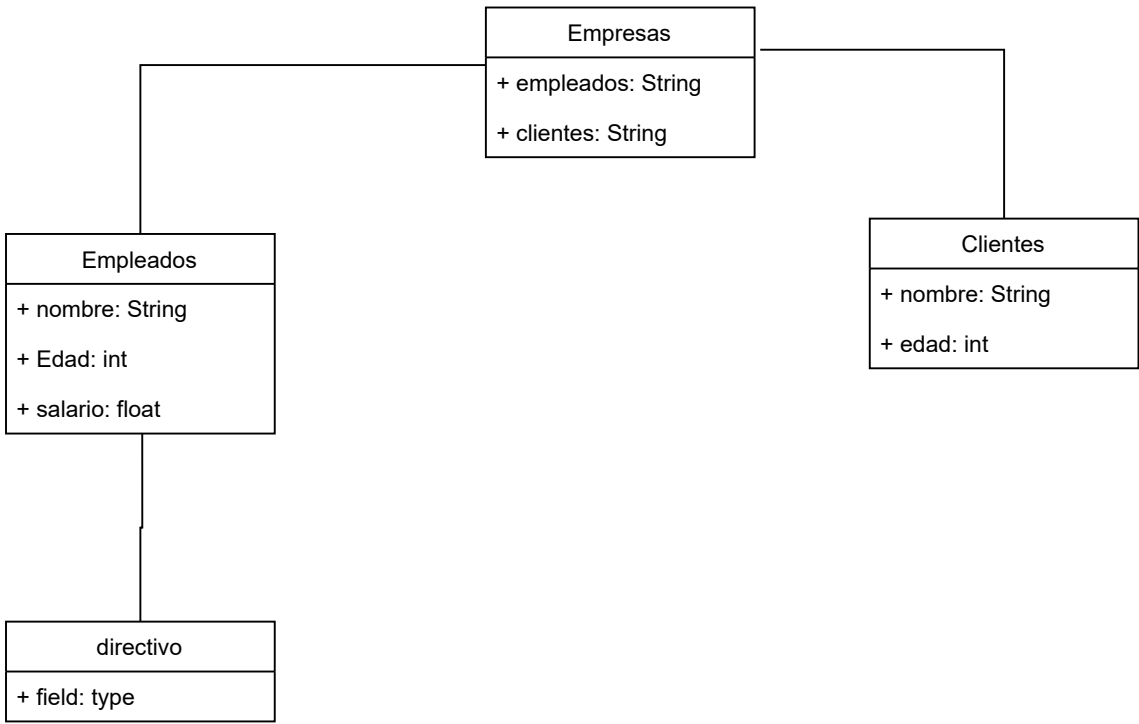 Empresas
+ empleados: String
+ clientes: String
Empleados
+ nombre: String
+ Edad: int
+ salario: float
Clientes
+ nombre: String
+ edad: int
directivo
+ field: type